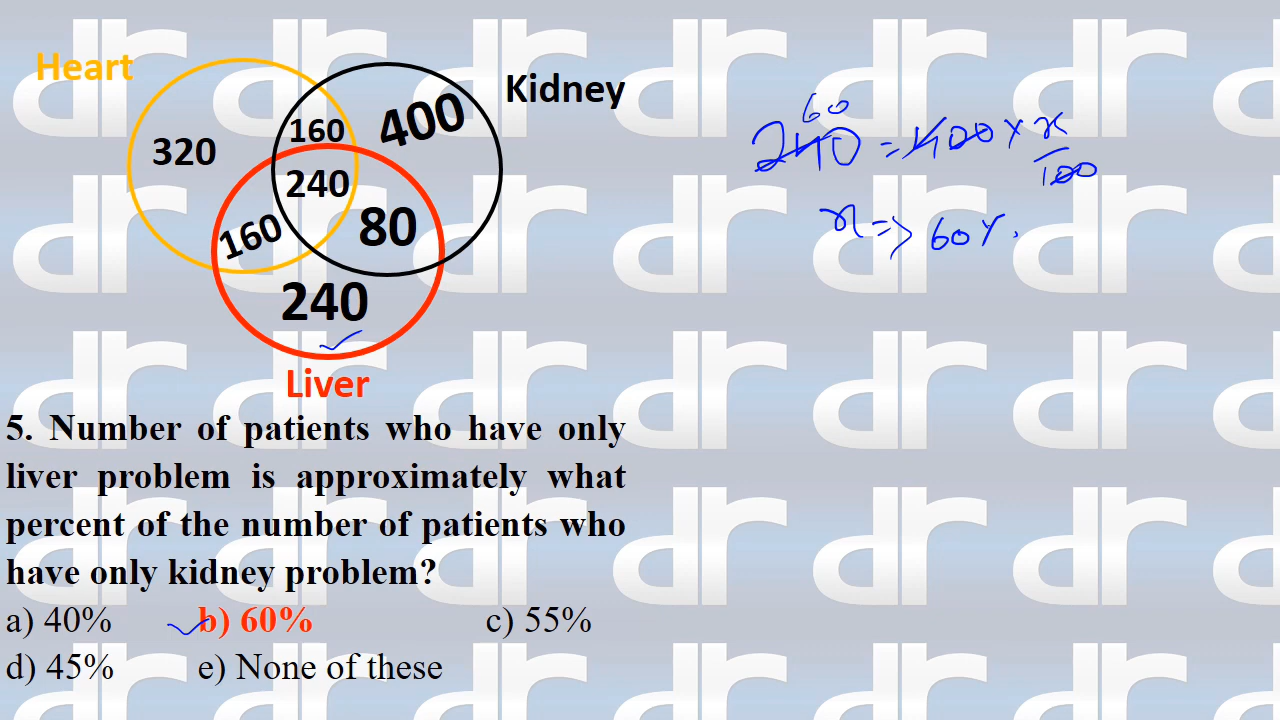 Heart
Kidney
320
160
400
240
160
80
240
Liver
60
240 = 400 × x/100
x => 60%.
5. Number of patients who have only
liver problem is approximately what
percent of the number of patients who
have only kidney problem?
a) 40% b) 60% c) 55%
d) 45% e) None of these